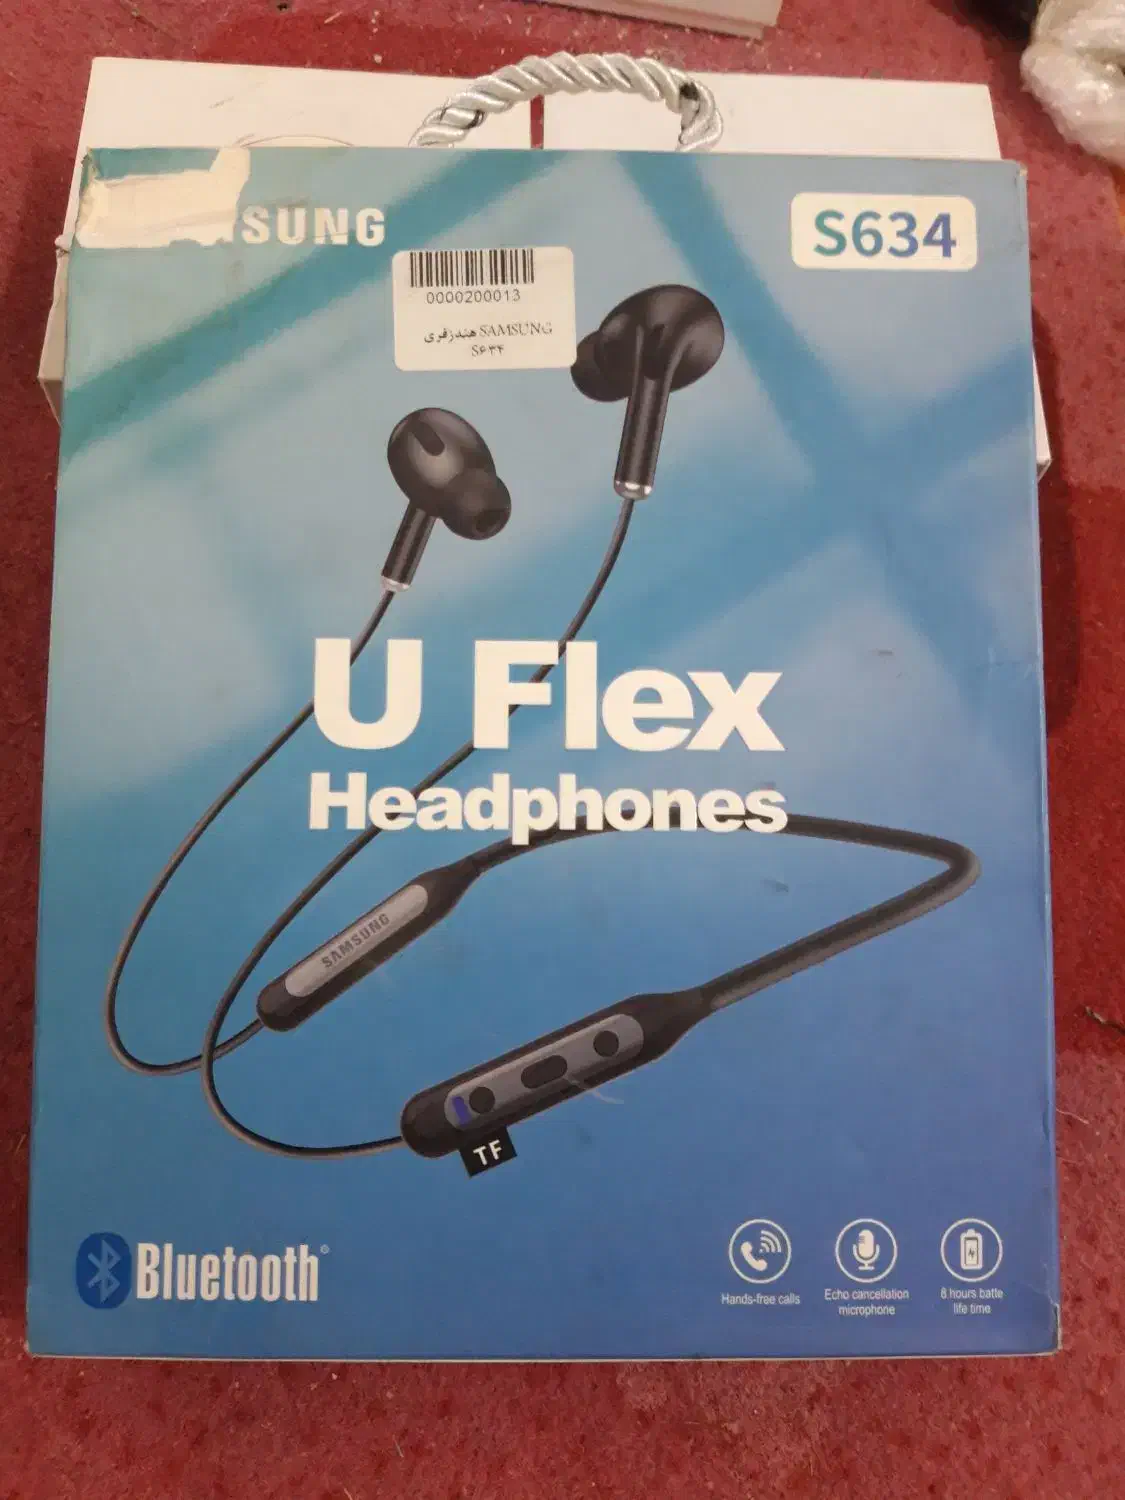 SUNG
S634
0000200013
SAMSUNG هندزفری
S۶۳۴
U Flex
Headphones
SAMSUNG
TF
Bluetooth®
Hands-free calls
Echo cancellation
microphone
8 hours batte
life time